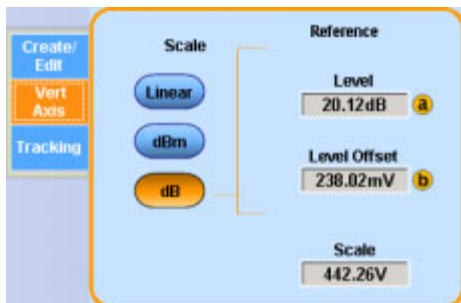 Create/
Edit
Vert
Axis
Tracking
Scale
Linear
dBm
dB
Reference
Level
20.12dB
a
Level Offset
238.02mV
b
Scale
442.26V